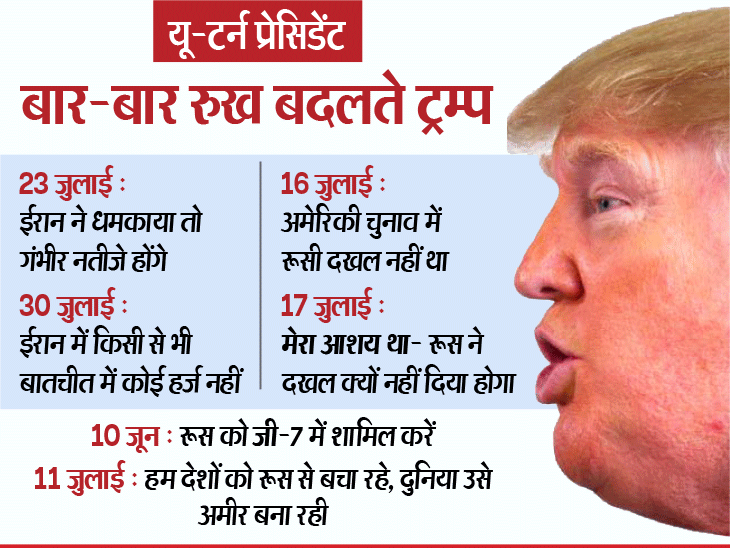 यू-टर्न प्रेसिडेंट
बार-बार रुख बदलते ट्रम्प
23 जुलाई :
ईरान ने धमकाया तो
गंभीर नतीजे होंगे
30 जुलाई :
ईरान में किसी से भी
बातचीत में कोई हर्ज नहीं
16 जुलाई :
अमेरिकी चुनाव में
रूसी दखल नहीं था
17 जुलाई :
मेरा आशय था- रूस ने
दखल क्यों नहीं दिया होगा
10 जून : रूस को जी-7 में शामिल करें
11 जुलाई : हम देशों को रूस से बचा रहे, दुनिया उसे
अमीर बना रही